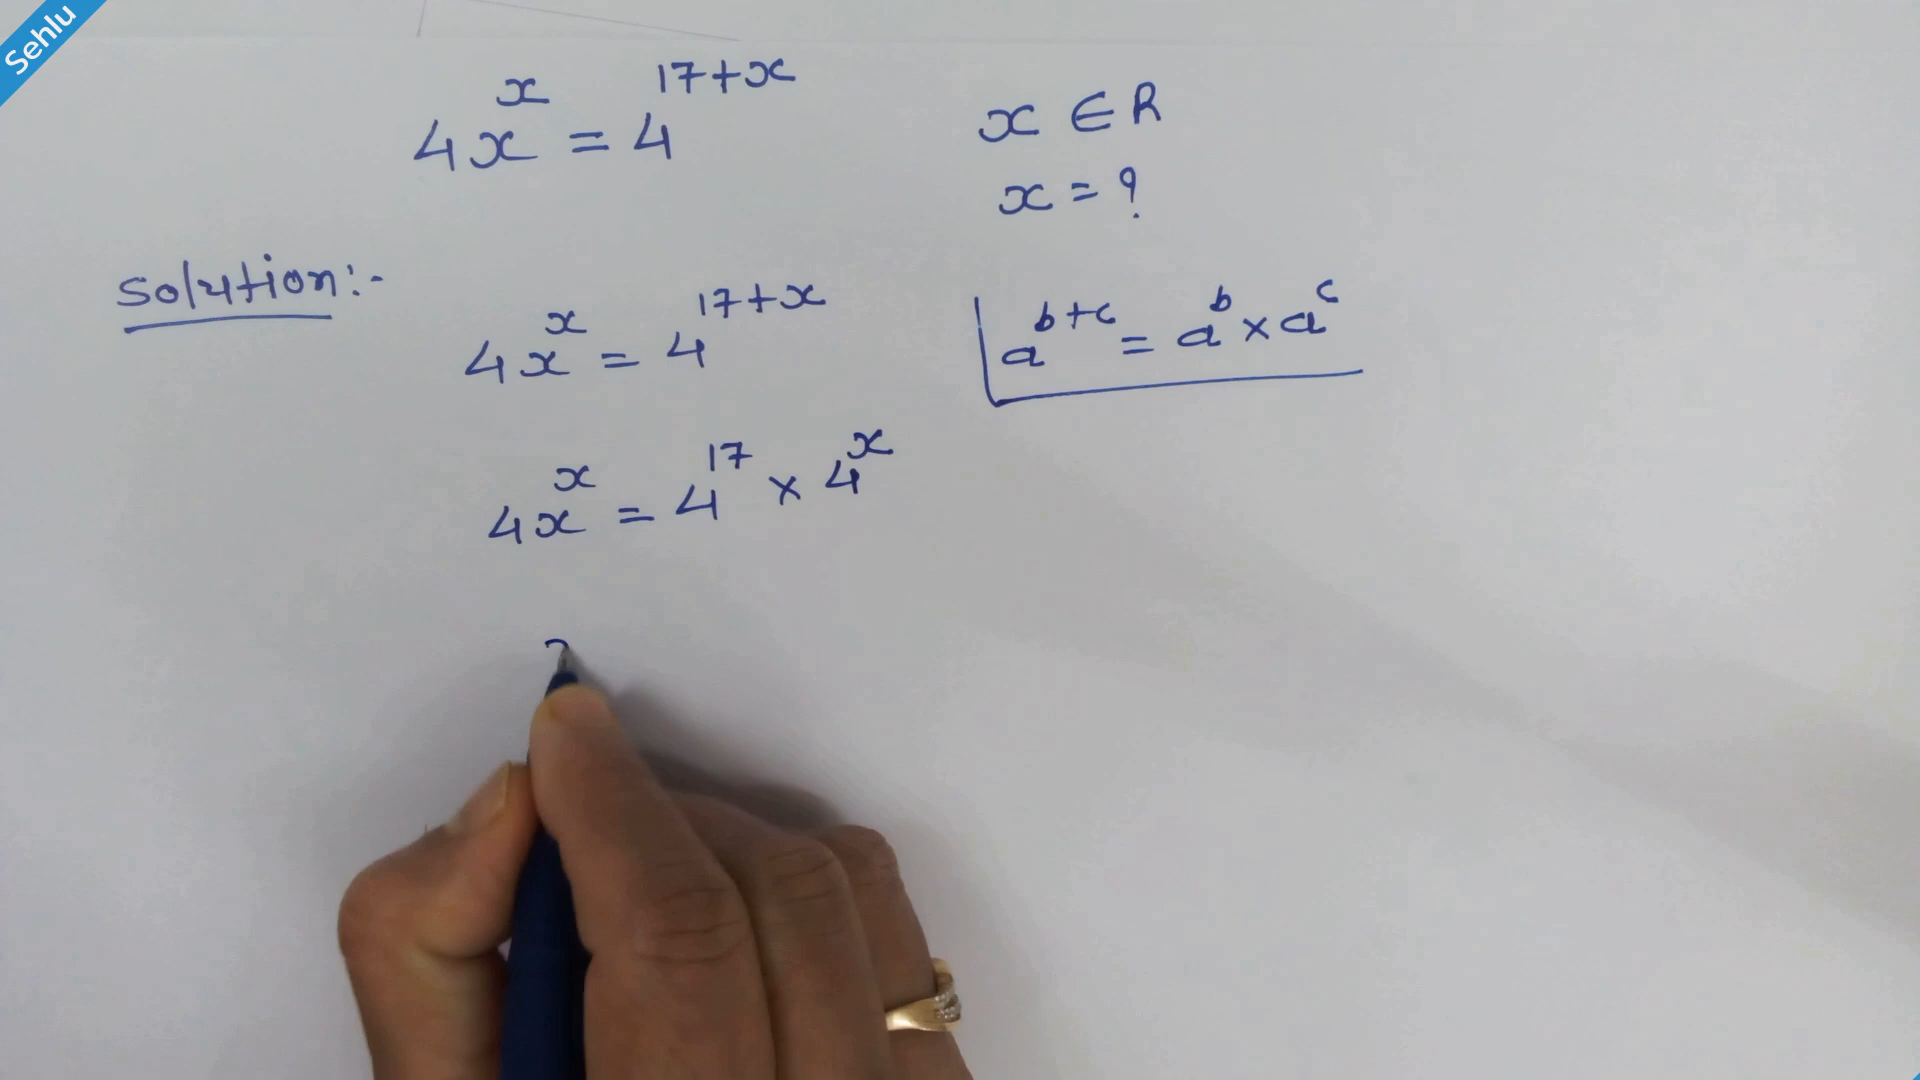 Sehlu
4x^x = 4^(17+x)
x ∈ R
x = ?
Solution:-
4x^x = 4^(17+x)
a^(b+c) = a^b × a^c
4x^x = 4^17 × 4^x